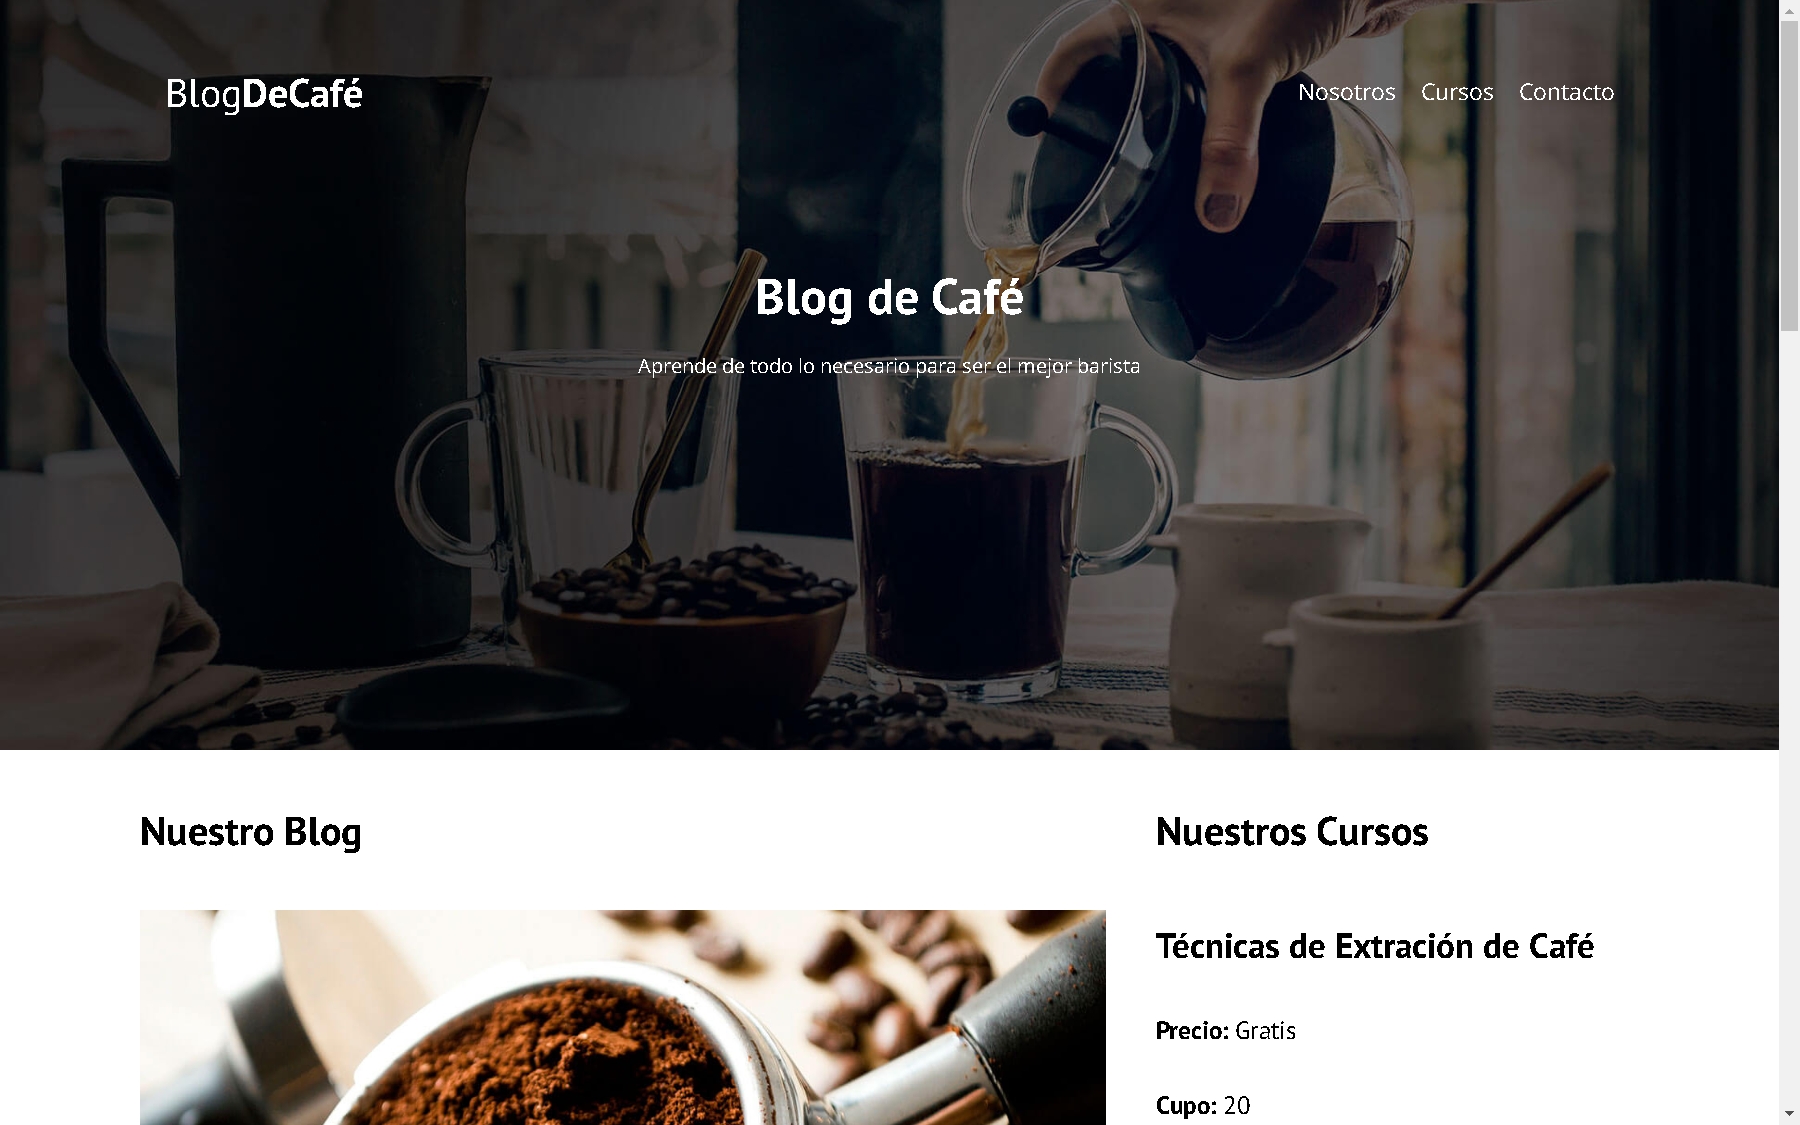 BlogDeCafé
Nosotros Cursos Contacto
Blog de Café
Aprende de todo lo necesario para ser el mejor barista
Nuestro Blog
Nuestros Cursos
Técnicas de Extración de Café
Precio: Gratis
Cupo: 20